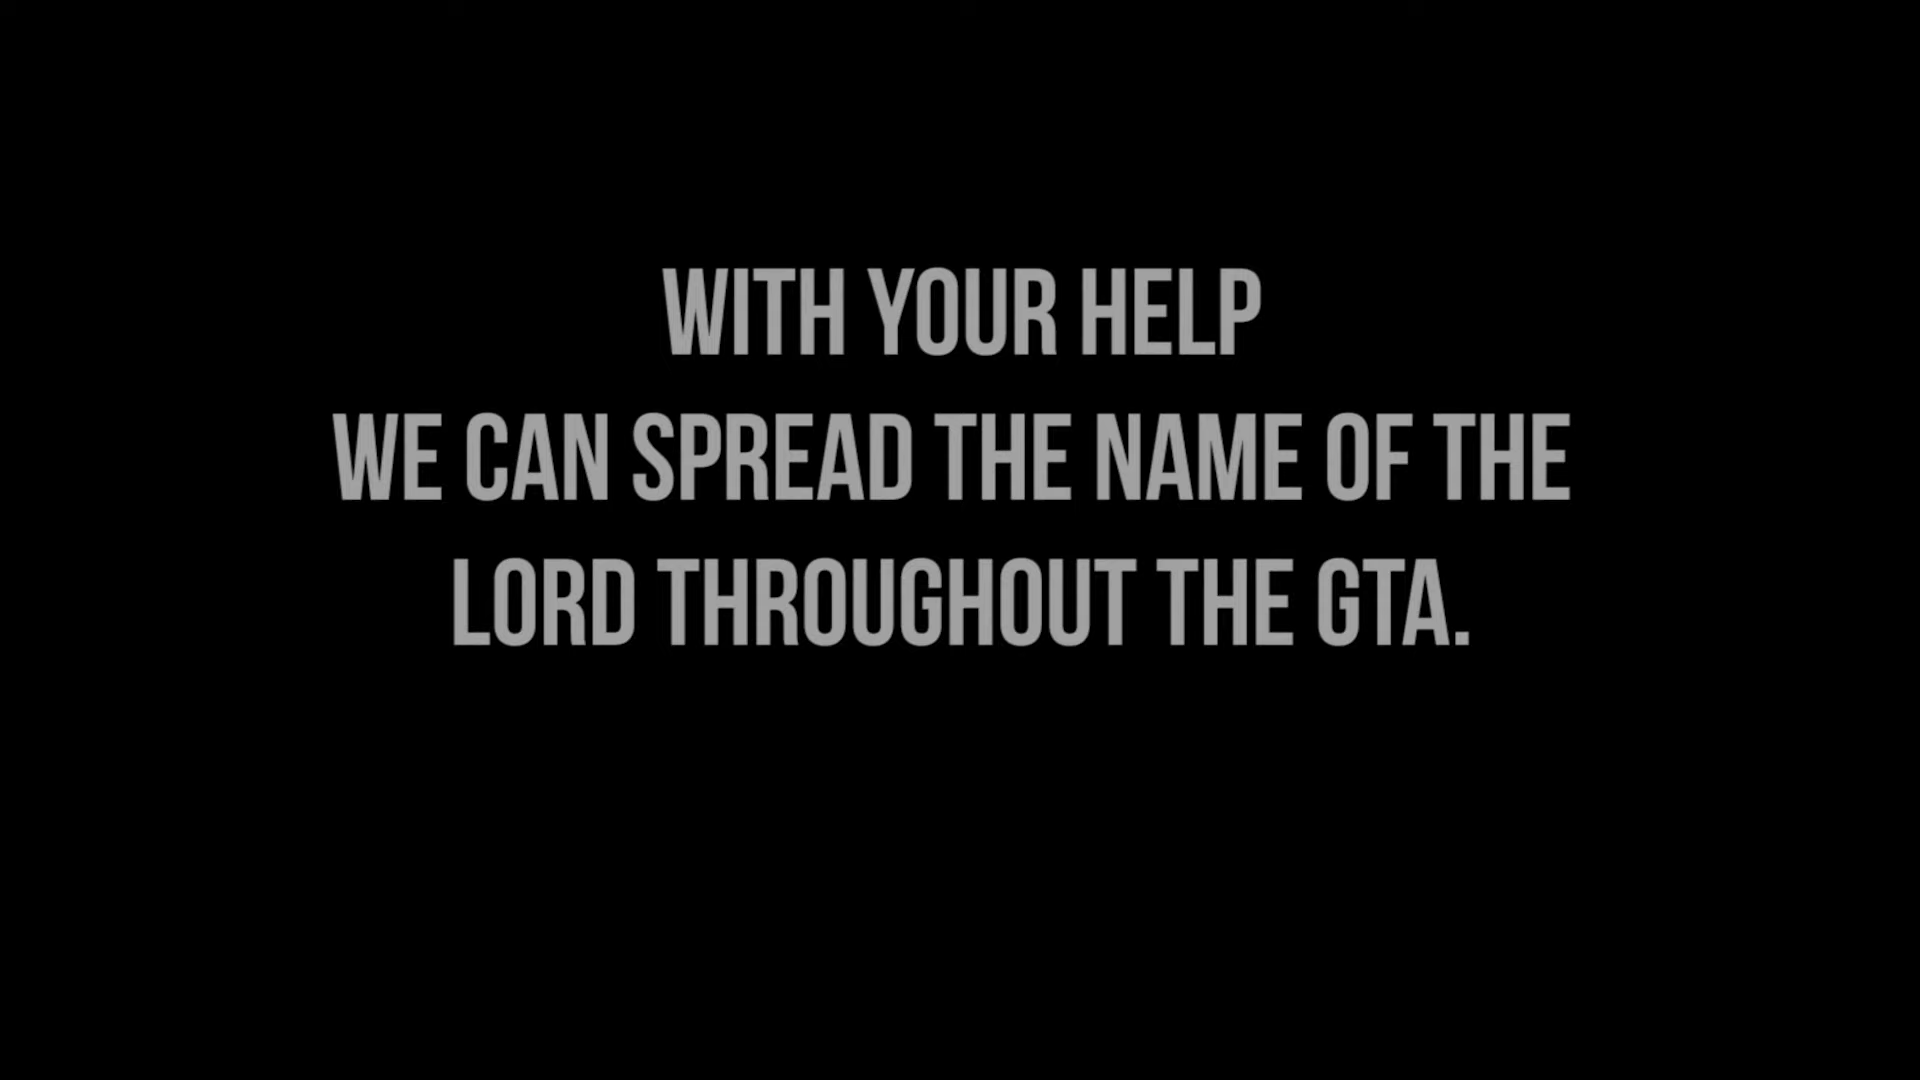 WITH YOUR HELP
WE CAN SPREAD THE NAME OF THE
LORD THROUGHOUT THE GTA.